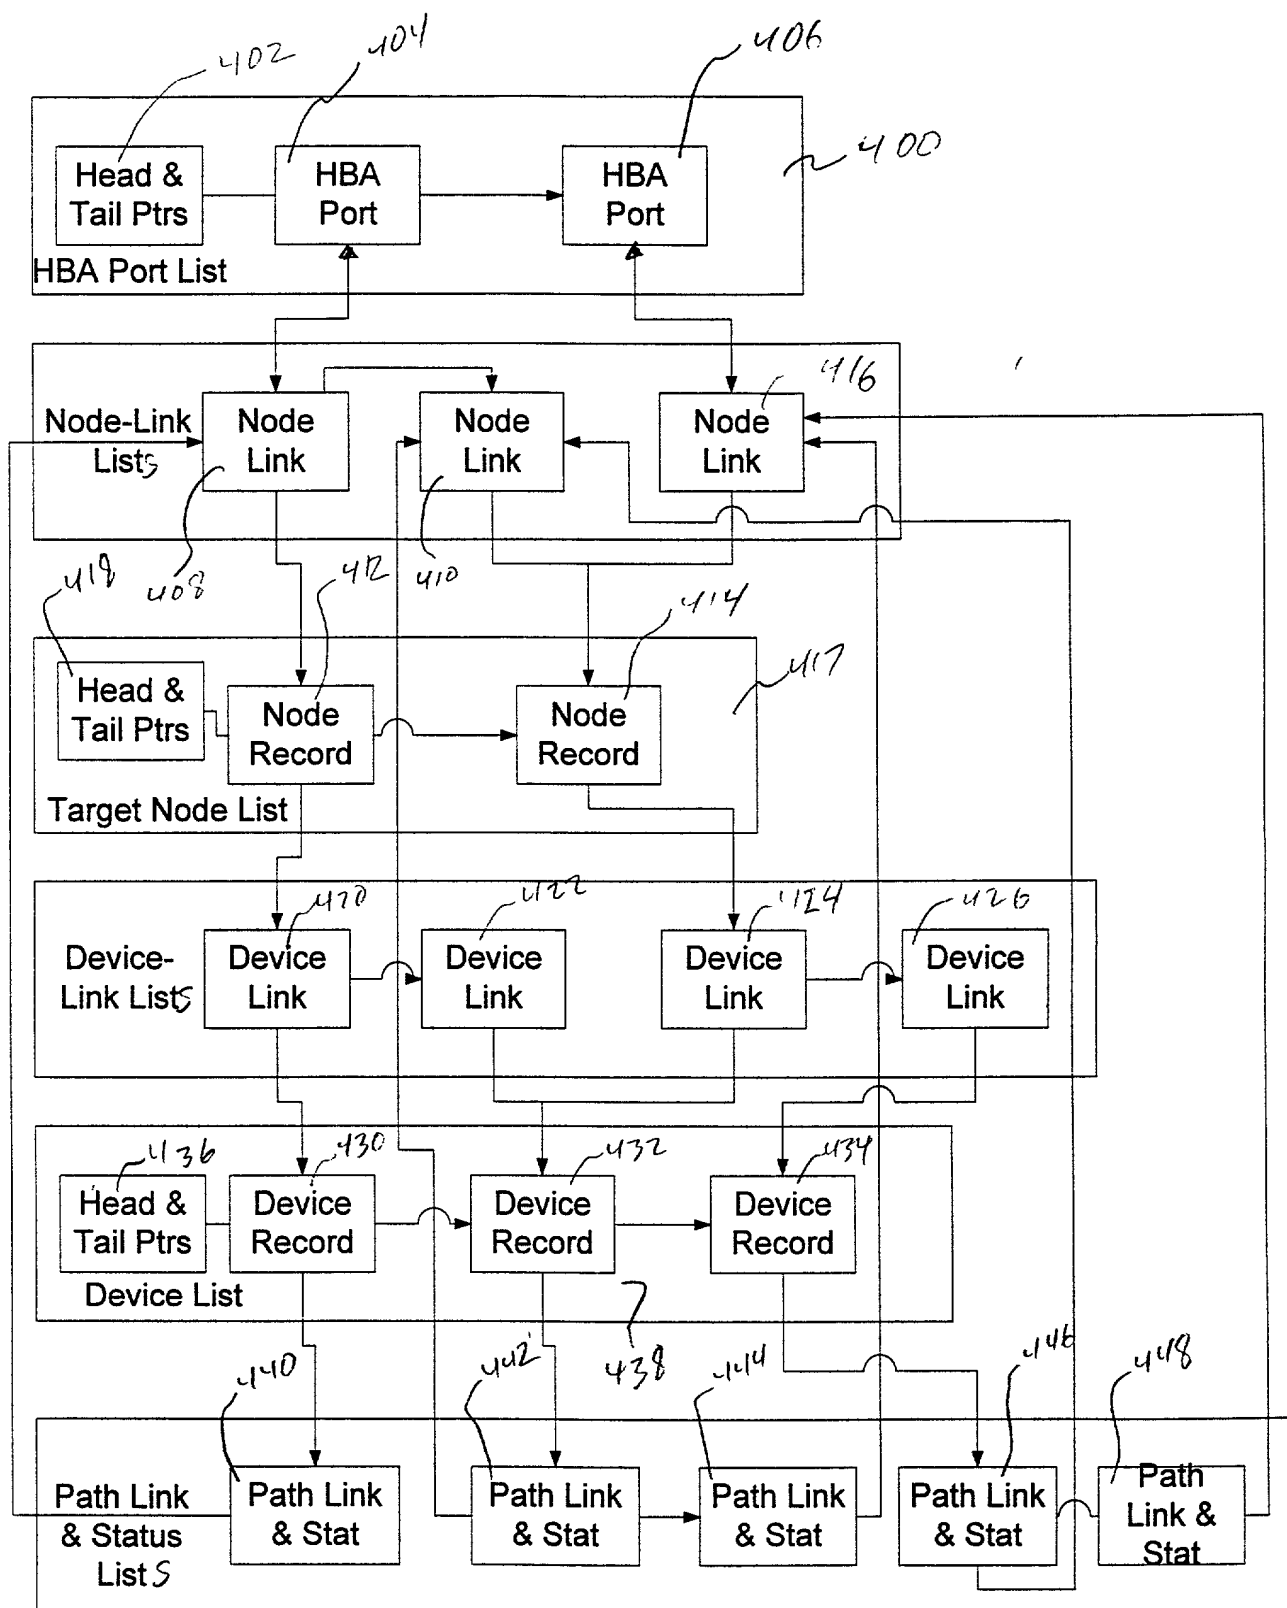 402
404
406
400
Head &
Tail Ptrs
HBA
Port
HBA
Port
HBA Port List
416
Node-Link
Lists
Node
Link
Node
Link
Node
Link
408
410
418
412
414
417
Head &
Tail Ptrs
Node
Record
Node
Record
Target Node List
420
422
424
426
Device-
Link Lists
Device
Link
Device
Link
Device
Link
Device
Link
436
430
432
434
Head &
Tail Ptrs
Device
Record
Device
Record
Device
Record
Device List
438
440
442
444
446
448
Path Link
& Status
Lists
Path Link
& Stat
Path Link
& Stat
Path Link
& Stat
Path Link
& Stat
Path
Link &
Stat